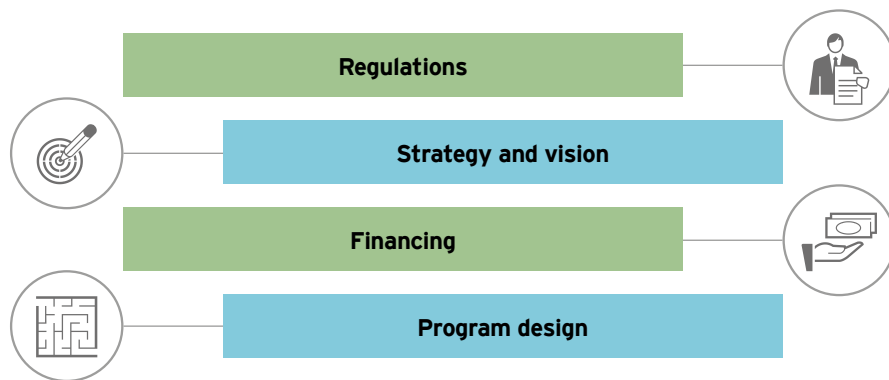 Regulations
Strategy and vision
Financing
Program design